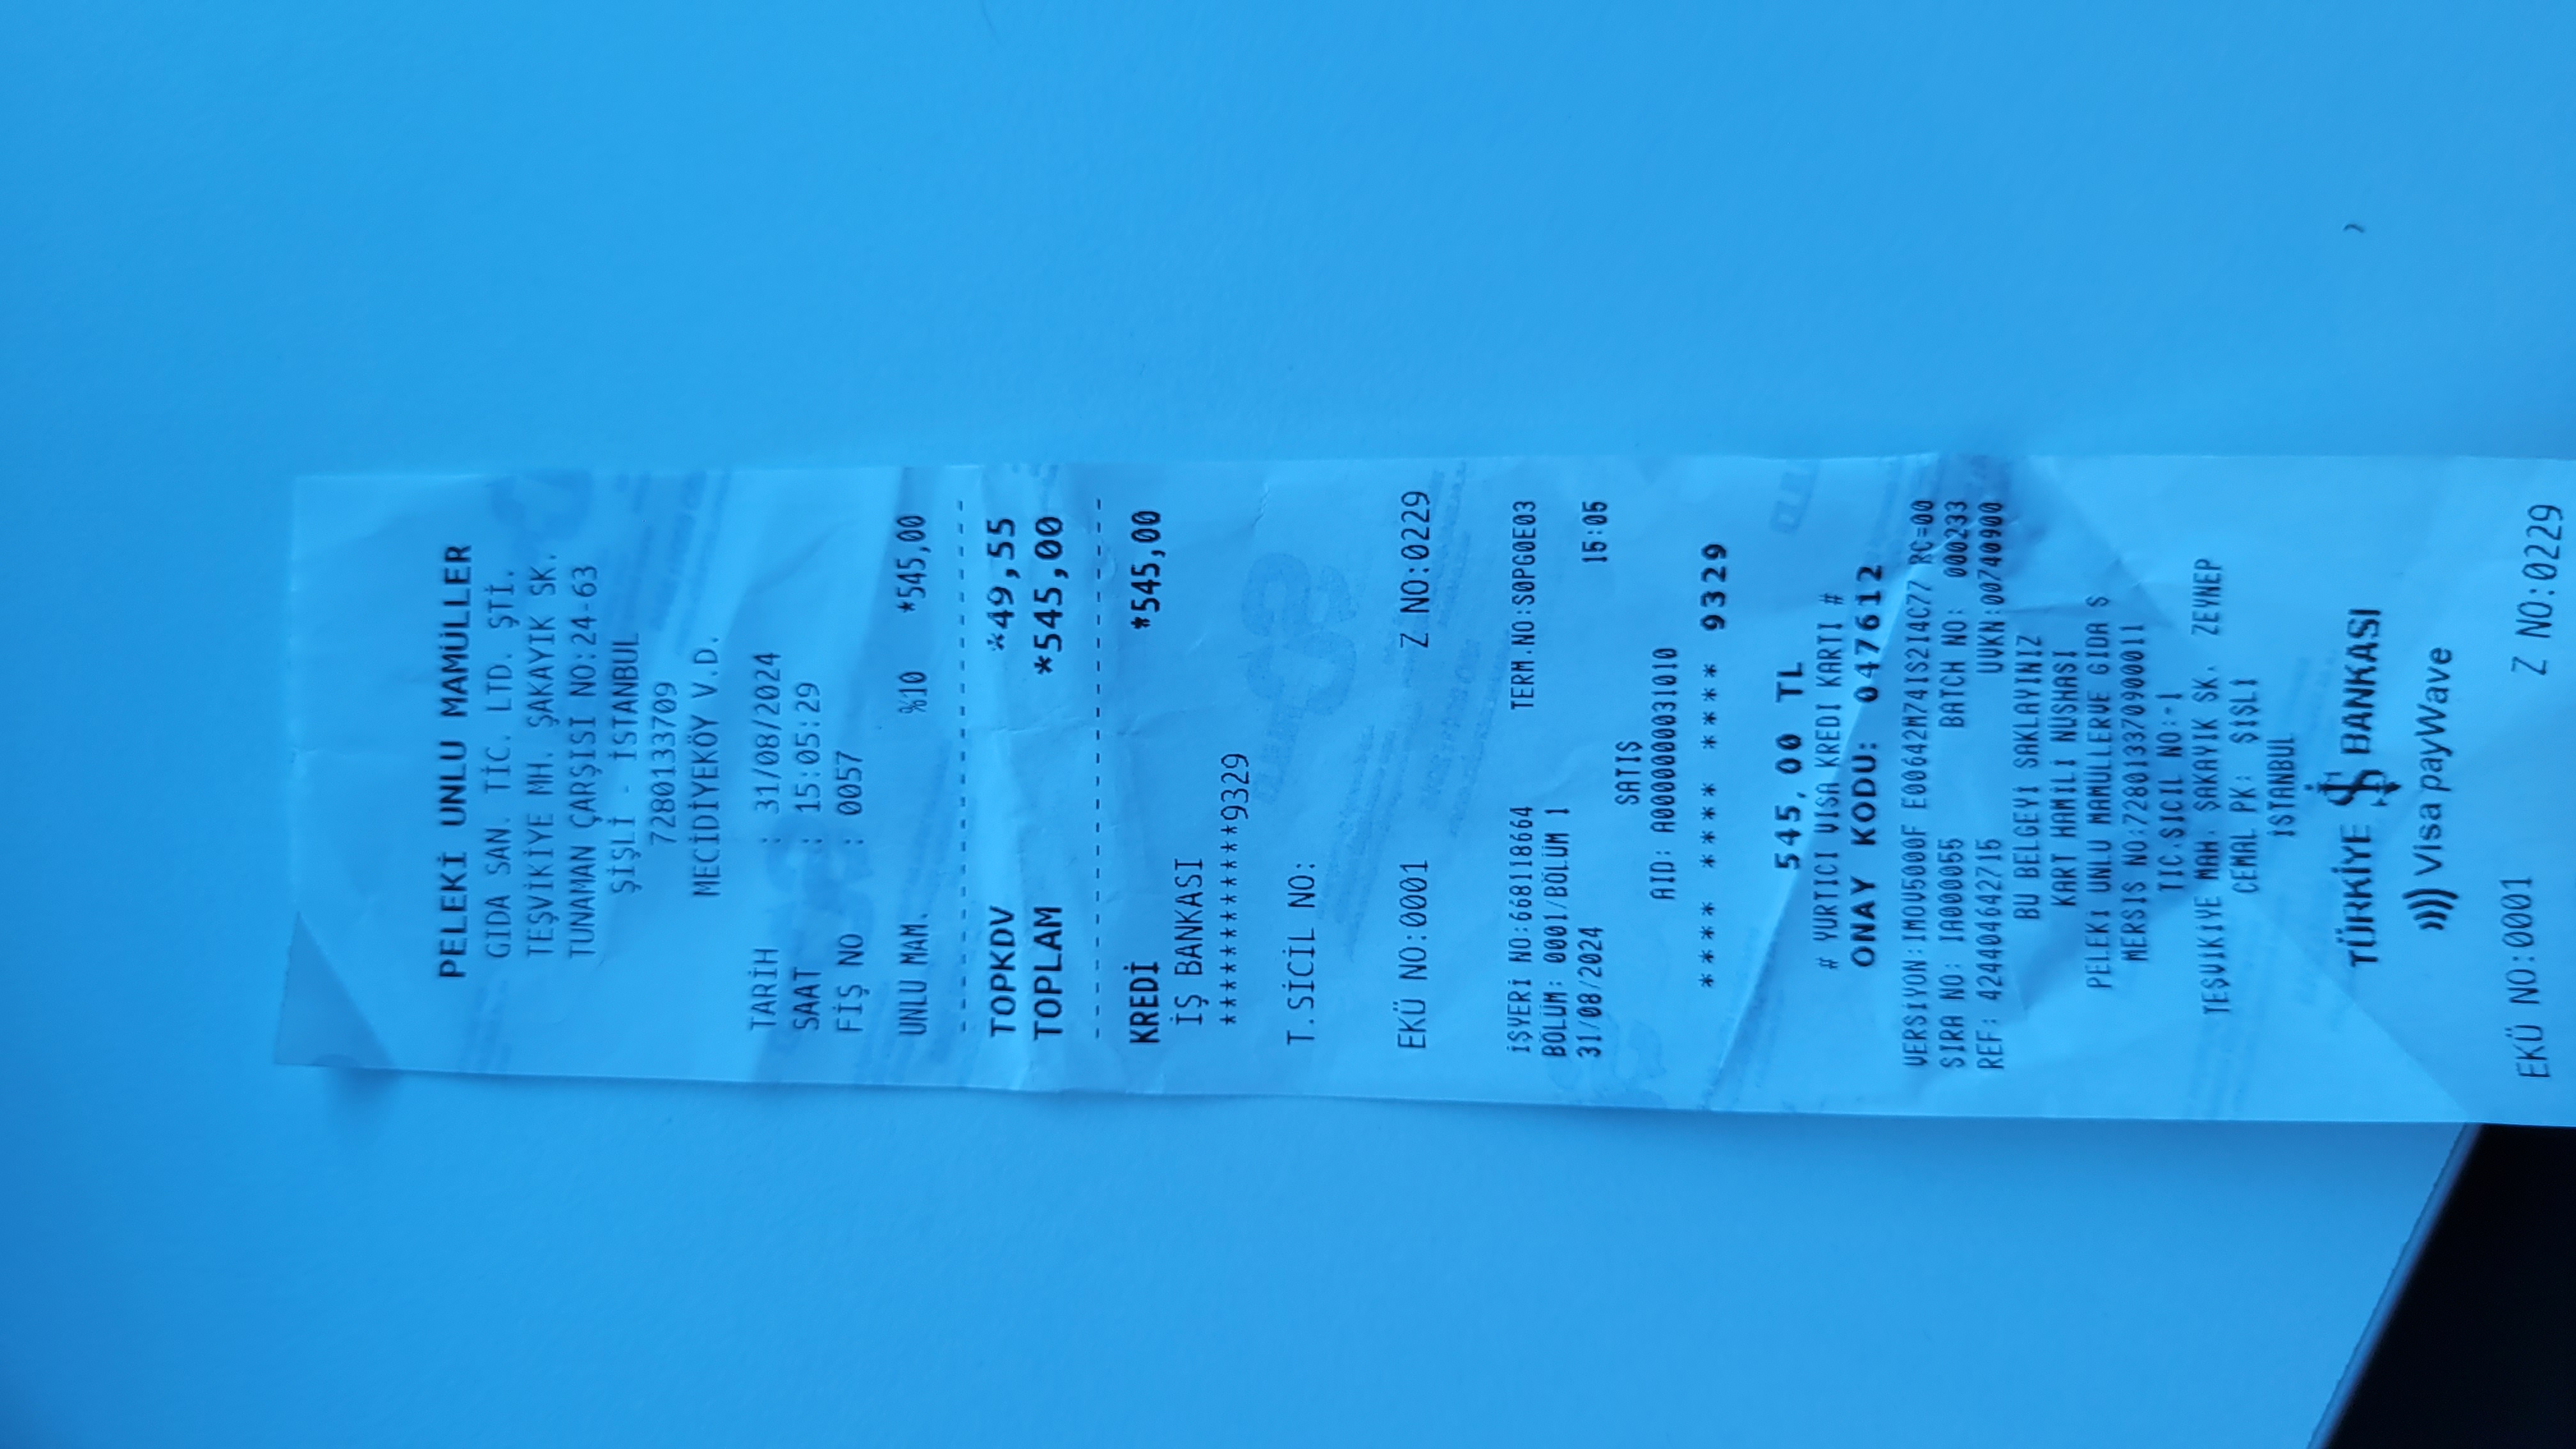 PELEKİ UNLU MAMÜLLER
GIDA SAN. TİC. LTD. ŞTİ.
TEŞVİKİYE MH. ŞAKAYIK SK.
TUNAMAN ÇARŞISI NO:24-63
ŞİŞLİ - İSTANBUL
7280133709
MECİDİYEKÖY V.D.
TARİH : 31/08/2024
SAAT : 15:05:29
FİŞ NO : 0057
UNLU MAM. %10 *545,00
TOPKDV *49,55
TOPLAM *545,00
KREDİ *545,00
İŞ BANKASI
************9329
T.SİCİL NO:
EKÜ NO:0001 Z NO:0229
İŞYERİ NO:668118664 TERM.NO:S0PG0E03
BÖLÜM: 0001/BÖLÜM 1
31/08/2024 15:05
SATIŞ
AID: A0000000031010
**** **** **** 9329
545,00 TL
# YURTICI VISA KREDI KARTI #
ONAY KODU: 047612
VERSİYON:IMOV5000F E00642M74IS2I4C77 RC=00
SIRA NO: IA000055 BATCH NO: 000233
REF: 424404642715 UVKN:00740900
BU BELGEYİ SAKLAYINIZ
KART HAMİLİ NÜSHASI
PELEKİ UNLU MAMÜLLERVE GIDA S
MERSIS NO:728013370900011
TIC.SICIL NO:-1
TEŞVİKİYE MAH. ŞAKAYIK SK. ZEYNEP
CEMAL PK: ŞİŞLİ
İSTANBUL
TÜRKİYE İŞ BANKASI
Visa payWave
EKÜ NO:0001 Z NO:0229